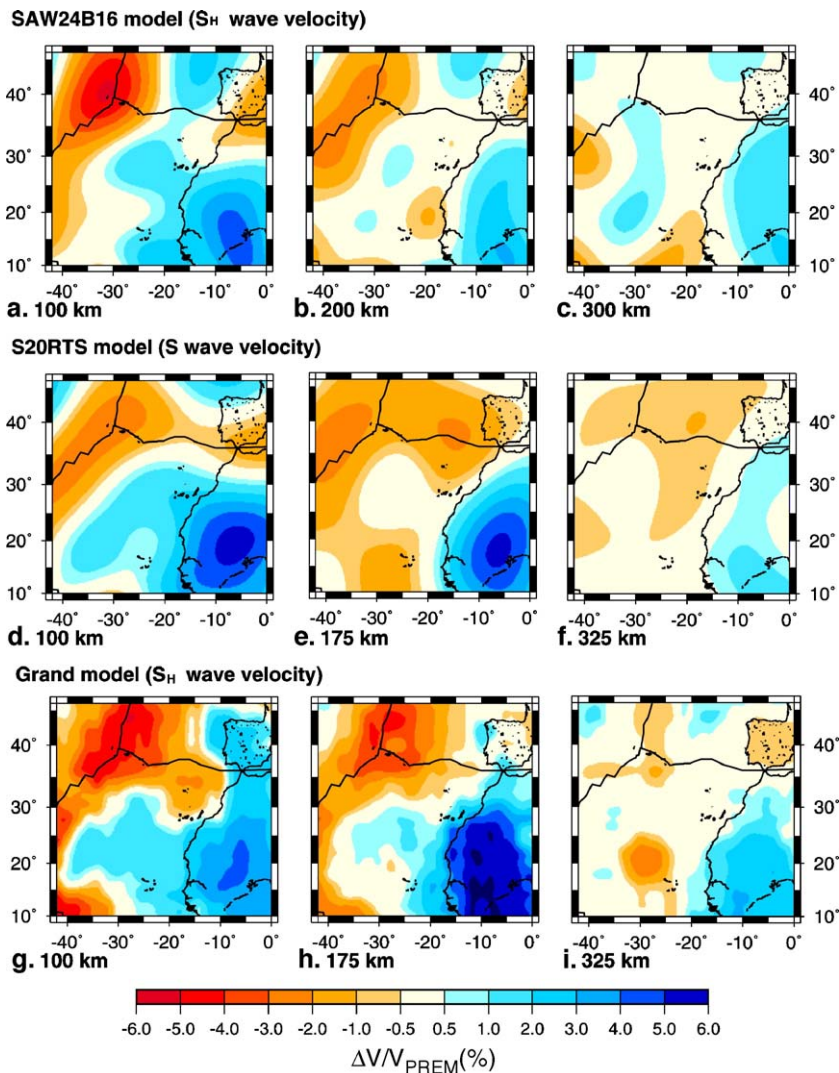 SAW24B16 model (SH wave velocity)
40° 40°
30° 30°
20° 20°
10° 10°
-40 -30 -20 -10 0° -40 -30 -20 -10 0° -40 -30 -20 -10 0°
a. 100 km b. 200 km c. 300 km
S20RTS model (S wave velocity)
40° 40°
30° 30°
20° 20°
10° 10°
-40 -30 -20 -10 0° -40 -30 -20 -10 0° -40 -30 -20 -10 0°
d. 100 km e. 175 km f. 325 km
Grand model (SH wave velocity)
40° 40°
30° 30°
20° 20°
10° 10°
-40 -30 -20 -10 0° -40 -30 -20 -10 0° -40 -30 -20 -10 0°
g. 100 km h. 175 km i. 325 km
-6.0 -5.0 -4.0 -3.0 -2.0 -1.0 -0.5 0.5 1.0 2.0 3.0 4.0 5.0 6.0
ΔV/VPREM(%)